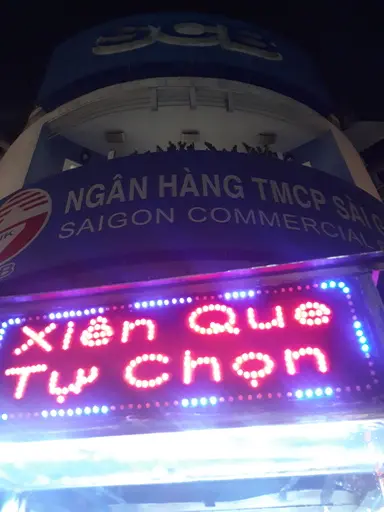 SCB
NGÂN HÀNG TMCP SÀI
SAIGON COMMERCIAL
Xiên Que
Tự Chọn